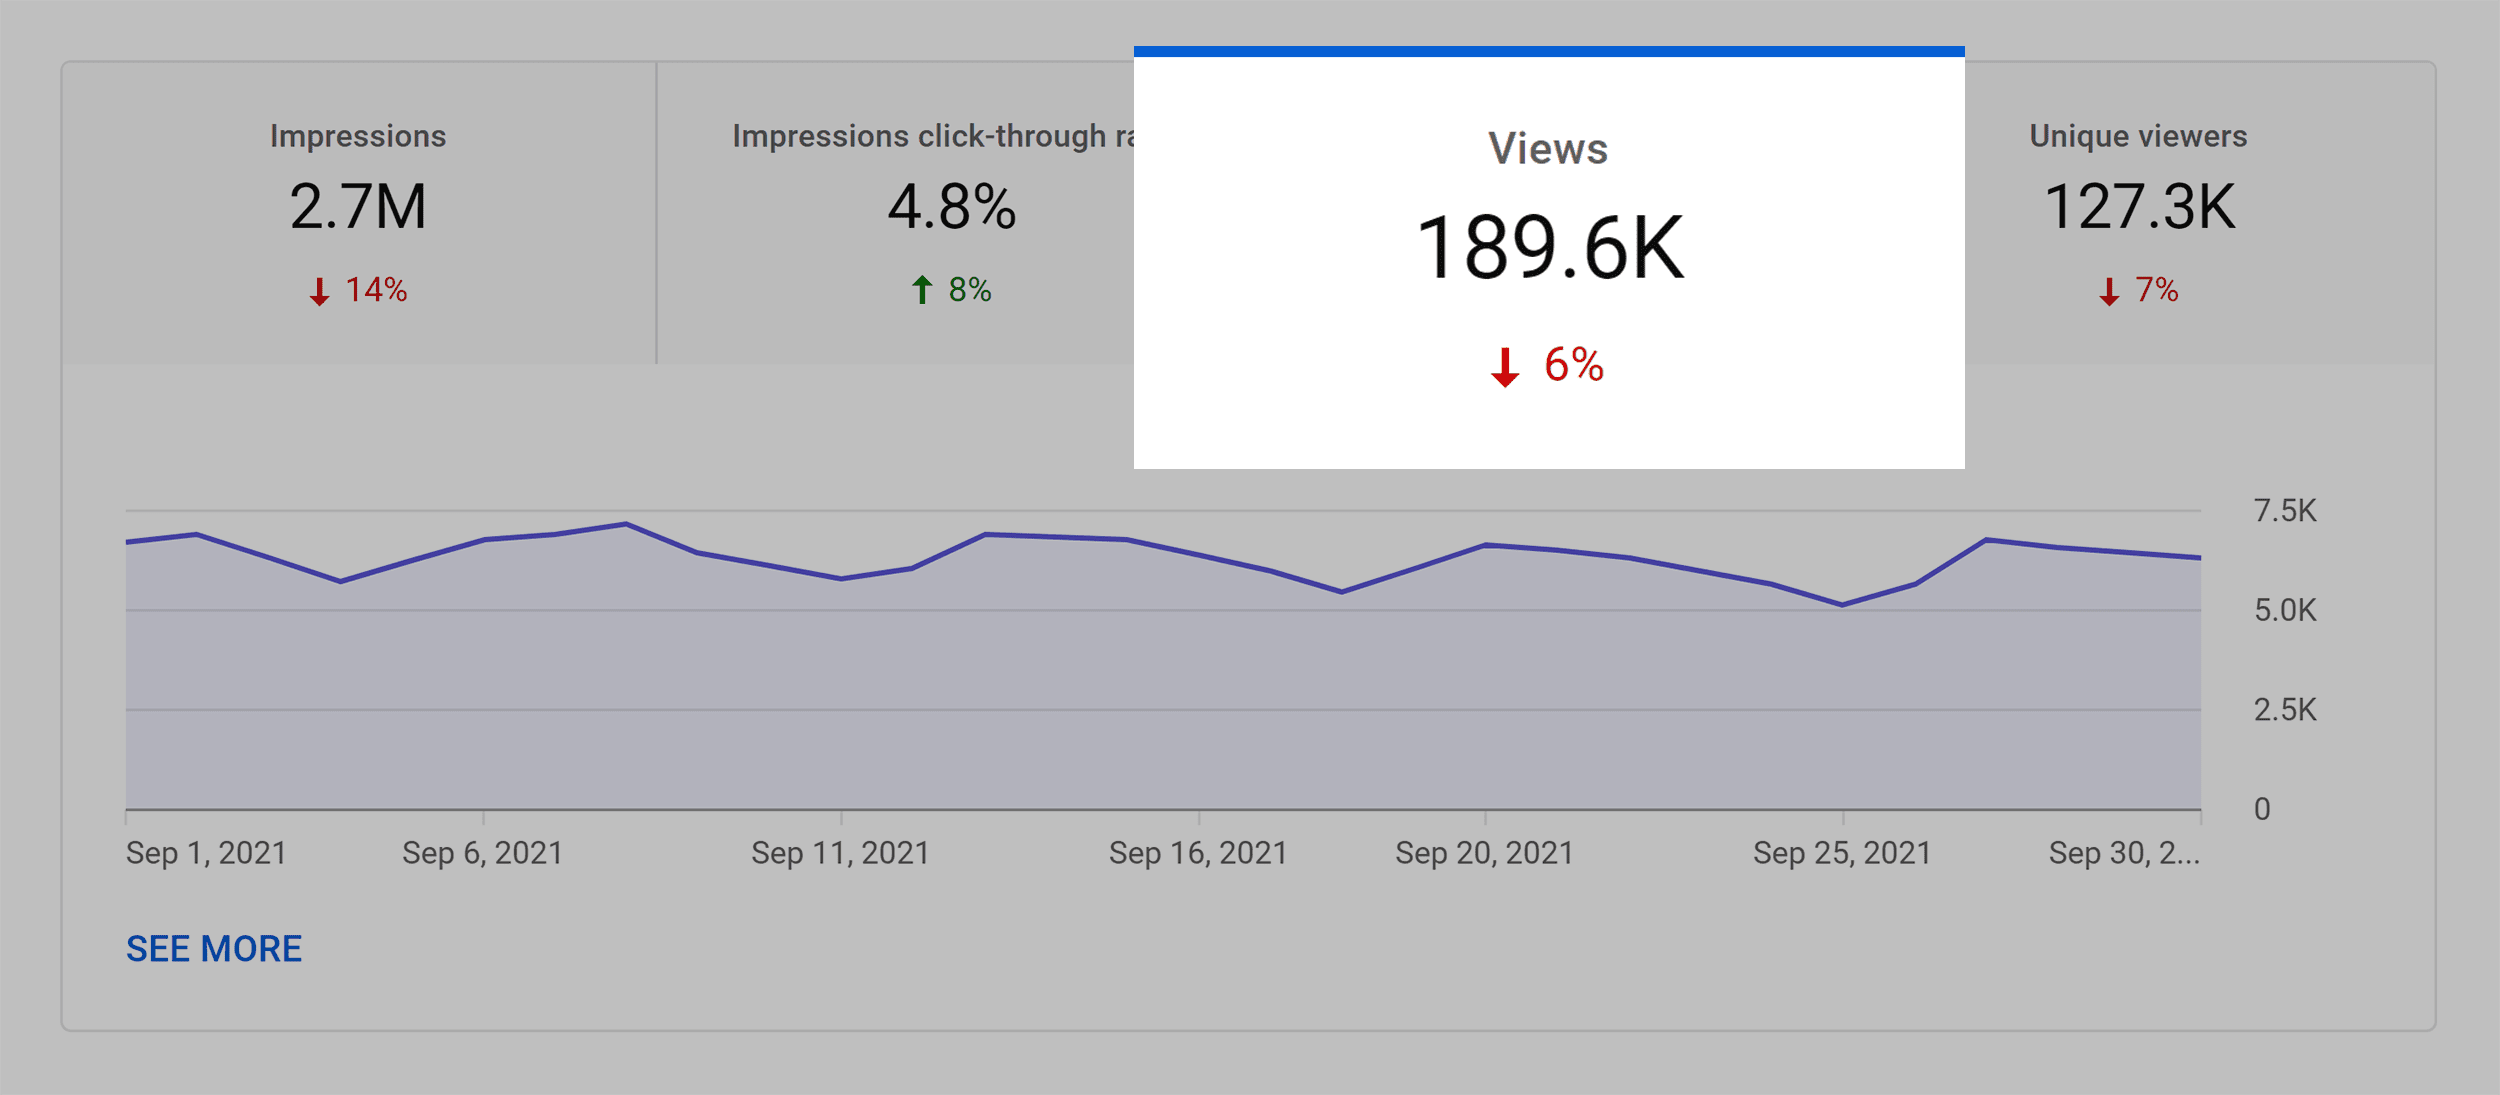 Impressions
2.7M
14%
Impressions click-through
4.8%
8%
Views
189.6K
6%
Unique viewers
127.3K
7%
7.5K
5.0K
2.5K
0
Sep 1, 2021
Sep 6, 2021
Sep 11, 2021
Sep 16, 2021
Sep 20, 2021
Sep 25, 2021
Sep 30, 2...
SEE MORE